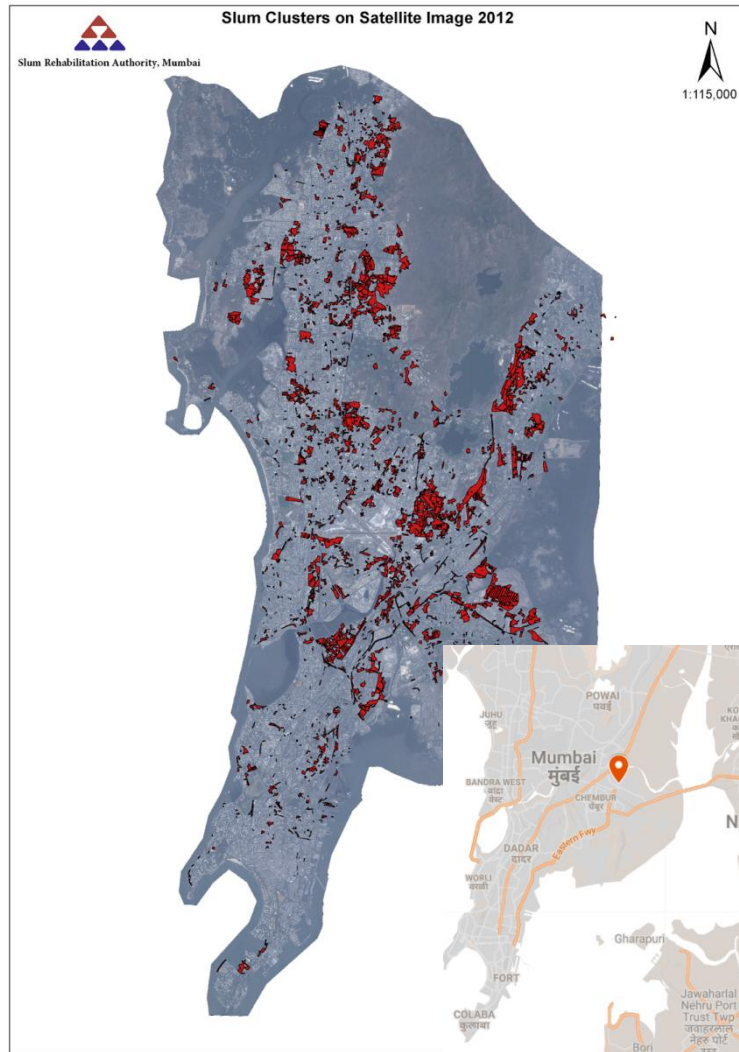 Slum Clusters on Satellite Image 2012
Slum Rehabilitation Authority, Mumbai
N
1:115,000
POWAI
पवई
JUHU
जुहू
KO
KHA
Mumbai
मुंबई
BANDRA WEST
वांद्रा
वेस्ट
CHEMBUR
चेंबूर
N
DADAR
दादर
Eastern Fwy
WORLI
वरळी
Gharapuri
FORT
Jawaharlal
Nehru Port
Trust Twp
जवाहरलाल
नेहरू पोर्ट
COLABA
कुलाबा
Bori